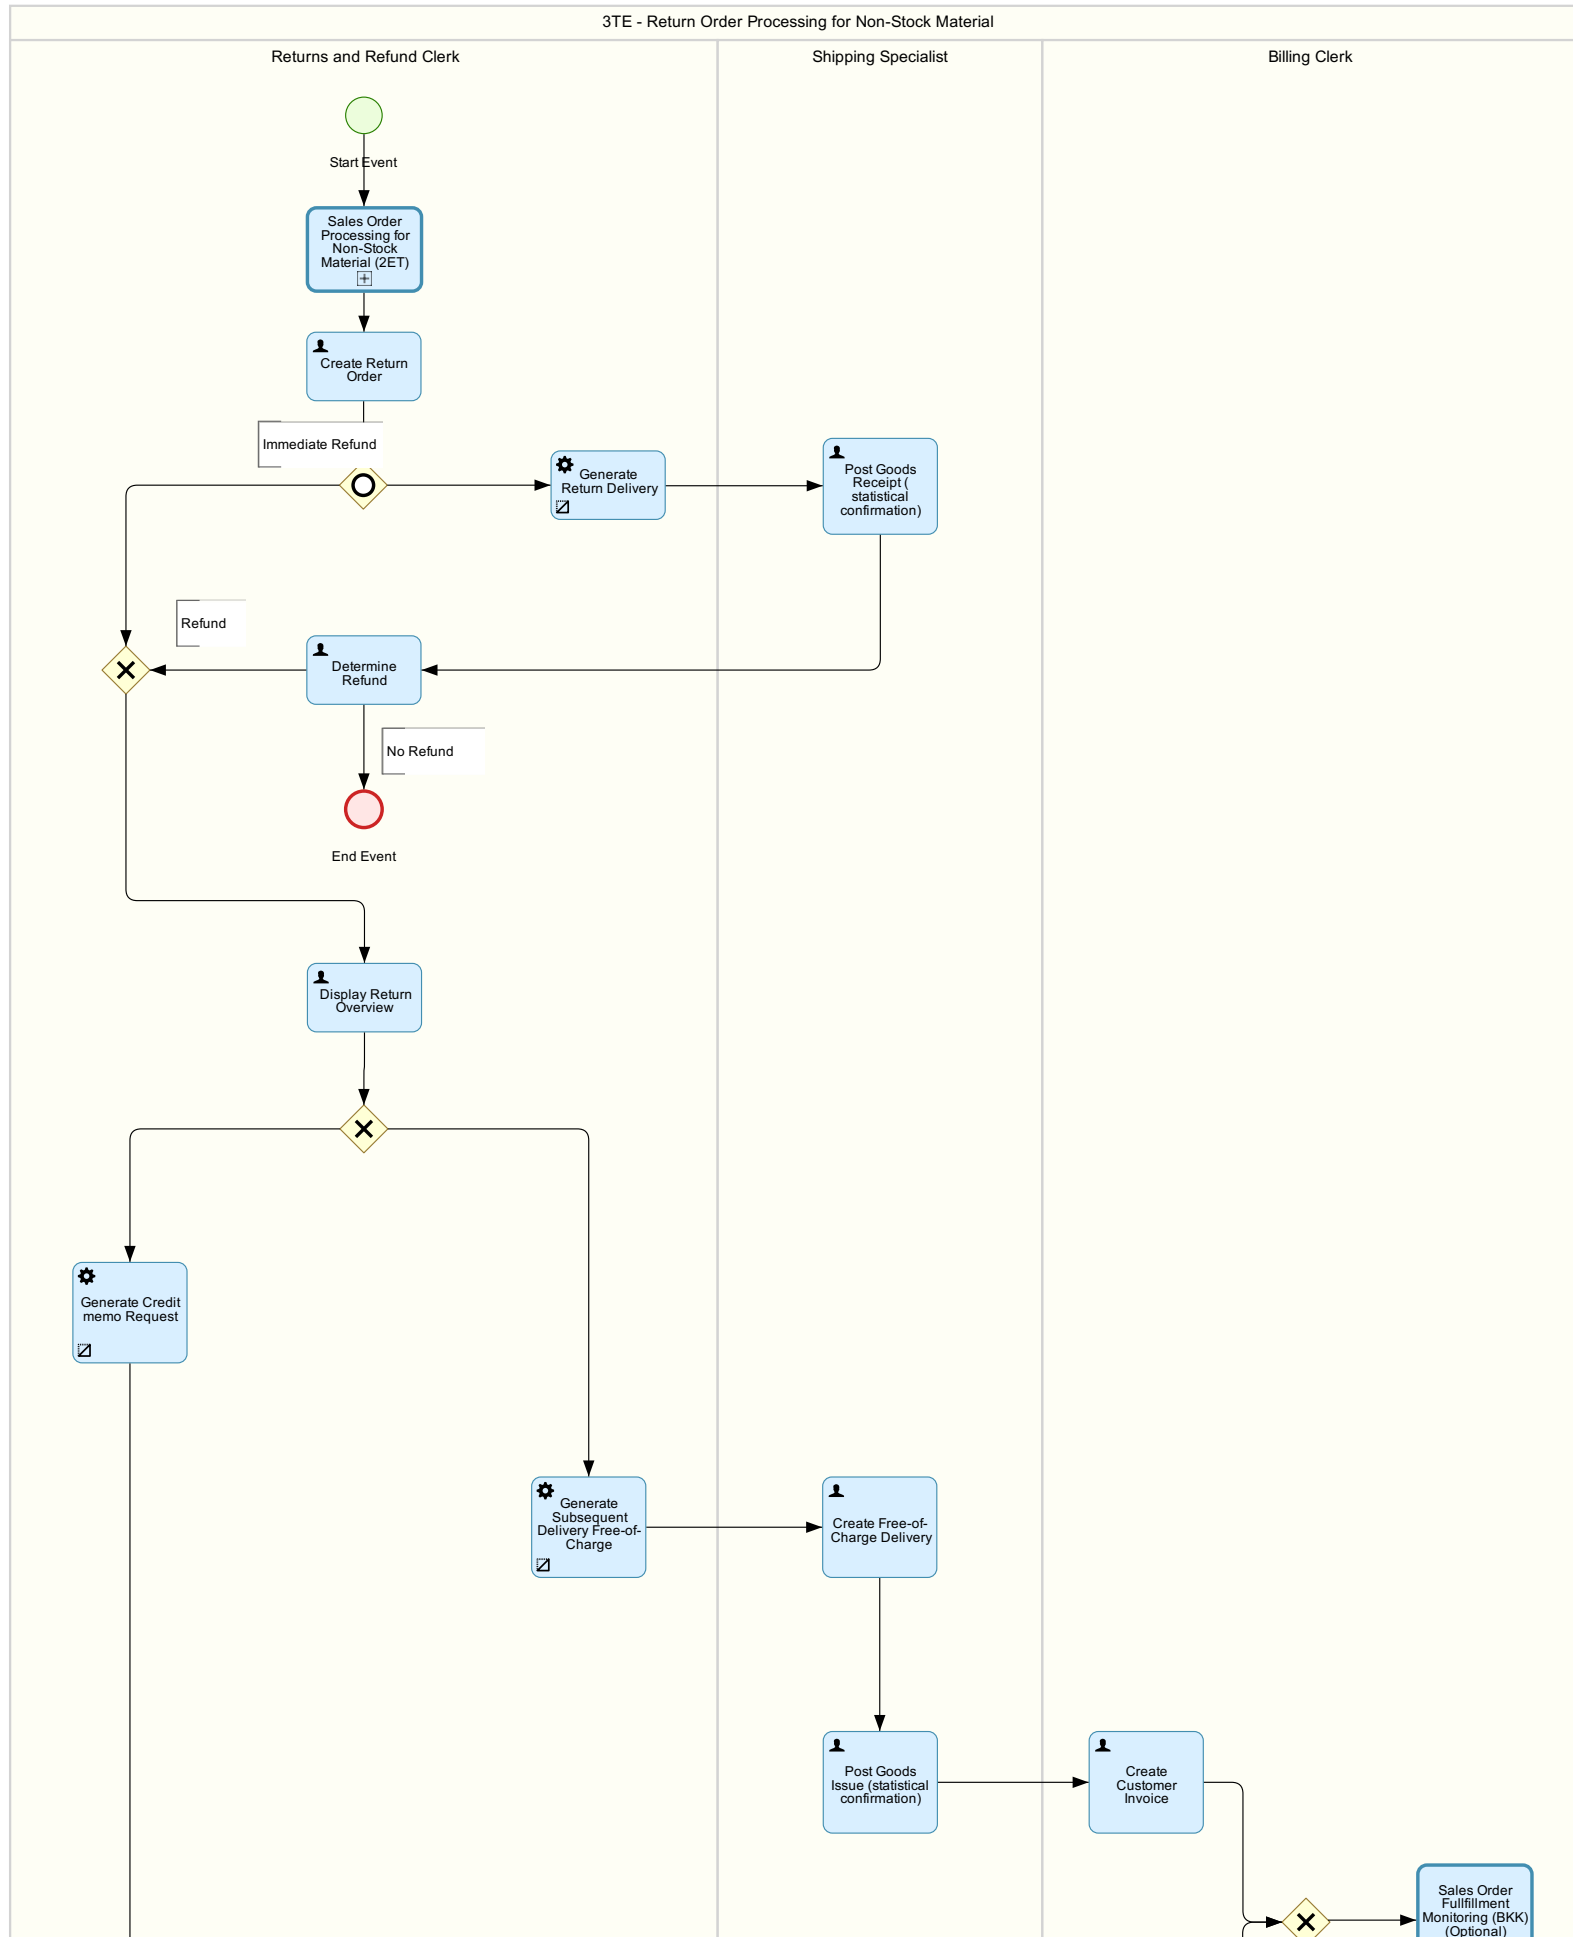 3TE - Return Order Processing for Non-Stock Material
Returns and Refund Clerk
Shipping Specialist
Billing Clerk
Start Event
Sales Order
Processing for
Non-Stock
Material (2ET)
Create Return
Order
Immediate Refund
Generate
Return Delivery
Post Goods
Receipt (
statistical
confirmation)
Refund
Determine
Refund
No Refund
End Event
Display Return
Overview
Generate Credit
memo Request
Generate
Subsequent
Delivery Free-of-
Charge
Create Free-of-
Charge Delivery
Post Goods
Issue (statistical
confirmation)
Create
Customer
Invoice
Sales Order
Fullfillment
Monitoring (BKK)
(Optional)